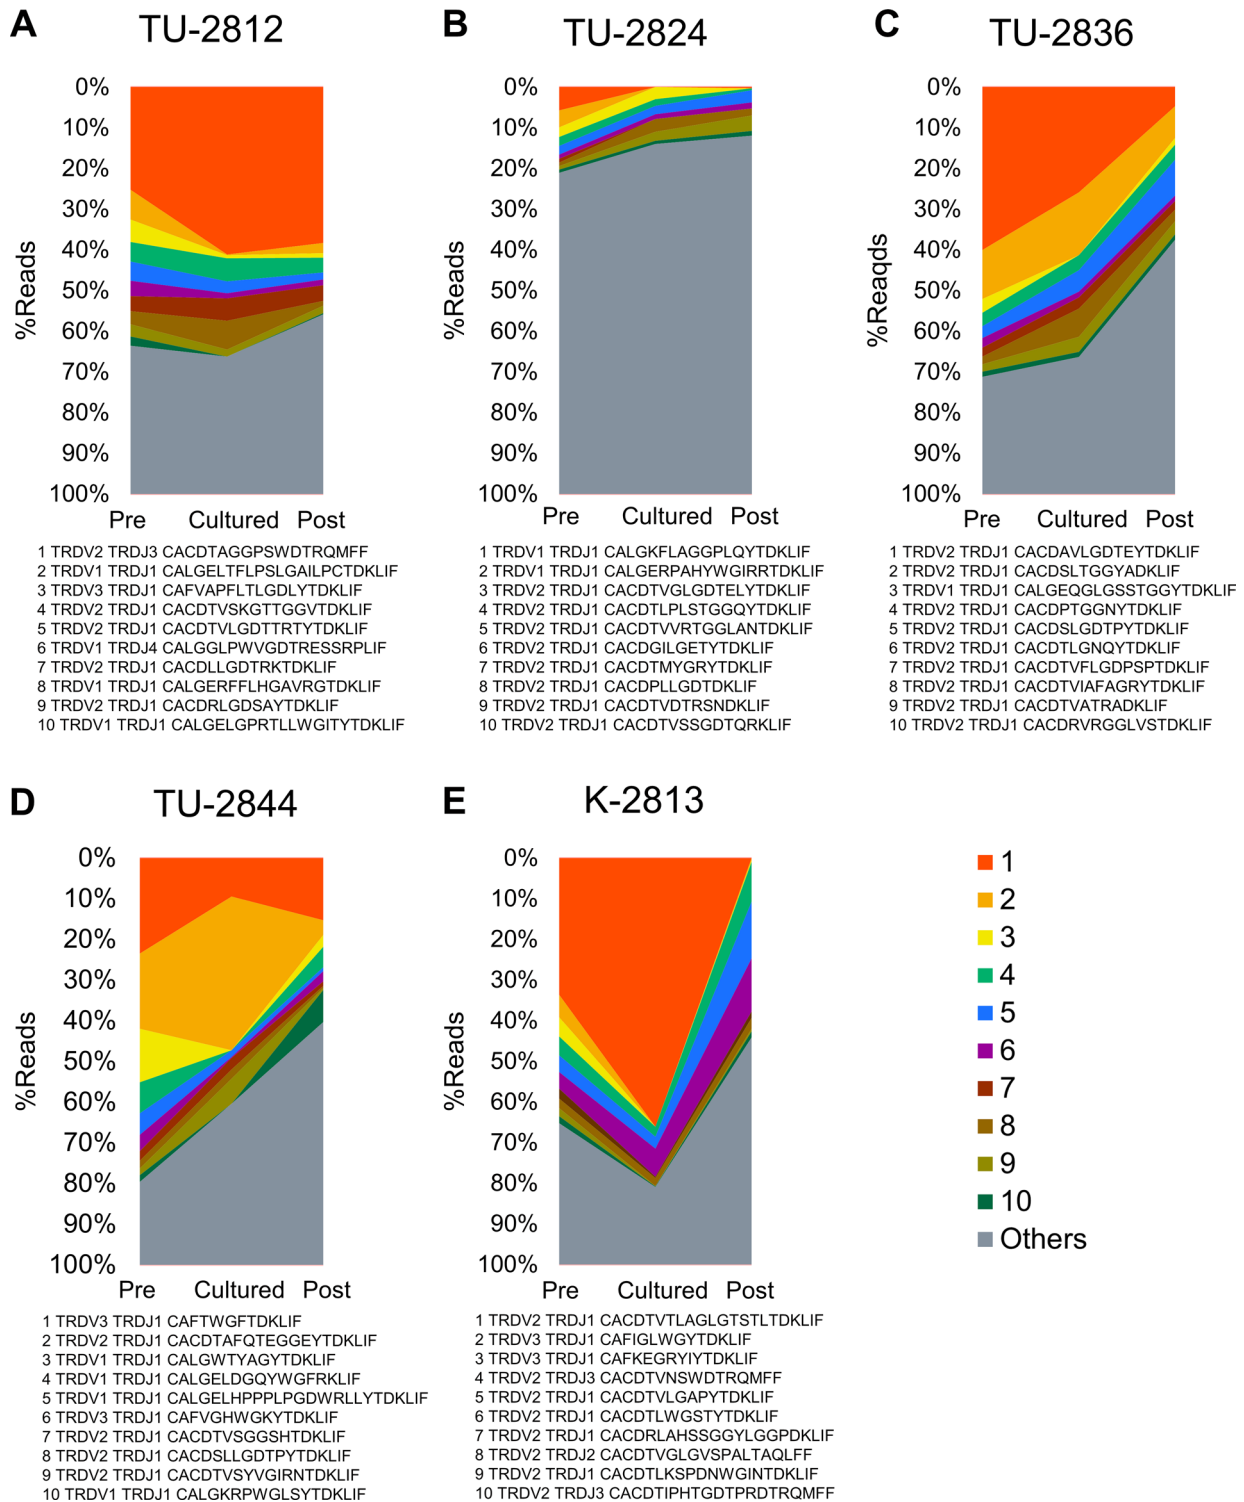 A
TU-2812
0%
10%
20%
30%
40%
50%
60%
70%
80%
90%
100%
%Reads
Pre Cultured Post
1 TRDV2 TRDJ3 CACDTAGGPSWDTRQMFF
2 TRDV1 TRDJ1 CALGELTFLPSLGAILPCTDKLIF
3 TRDV3 TRDJ1 CAFVAPFLTLGDLYTDKLIF
4 TRDV2 TRDJ1 CACDTVSKGTTGGVTDKLIF
5 TRDV2 TRDJ1 CACDTVLGDTTRTYTDKLIF
6 TRDV1 TRDJ4 CALGGLPWVGDTRESSRPLIF
7 TRDV2 TRDJ1 CACDLLGDTRKTDKLIF
8 TRDV1 TRDJ1 CALGERFFLHGAVRGTDKLIF
9 TRDV2 TRDJ1 CACDRLGDSAYTDKLIF
10 TRDV1 TRDJ1 CALGELGPRTLLWGITYTDKLIF
B
TU-2824
0%
10%
20%
30%
40%
50%
60%
70%
80%
90%
100%
%Reads
Pre Cultured Post
1 TRDV1 TRDJ1 CALGKFLAGGPLQYTDKLIF
2 TRDV1 TRDJ1 CALGERPAHYWGIRRTDKLIF
3 TRDV2 TRDJ1 CACDTVGLGDTELYTDKLIF
4 TRDV2 TRDJ1 CACDTLPLSTGGQYTDKLIF
5 TRDV2 TRDJ1 CACDTVVRTGGLANTDKLIF
6 TRDV2 TRDJ1 CACDGILGETYTDKLIF
7 TRDV2 TRDJ1 CACDTMYGRYTDKLIF
8 TRDV2 TRDJ1 CACDPLLGDTDKLIF
9 TRDV2 TRDJ1 CACDTVDTRSNDKLIF
10 TRDV2 TRDJ1 CACDTVSSGDTQRKLIF
C
TU-2836
0%
10%
20%
30%
40%
50%
60%
70%
80%
90%
100%
%Reaqds
Pre Cultured Post
1 TRDV2 TRDJ1 CACDAVLGDTEYTDKLIF
2 TRDV2 TRDJ1 CACDSLTGGYADKLIF
3 TRDV1 TRDJ1 CALGEQGLGSSTGGYTDKLIF
4 TRDV2 TRDJ1 CACDPTGGNYTDKLIF
5 TRDV2 TRDJ1 CACDSLGDTPYTDKLIF
6 TRDV2 TRDJ1 CACDTLGNQYTDKLIF
7 TRDV2 TRDJ1 CACDTVFLGDPSPTDKLIF
8 TRDV2 TRDJ1 CACDTVIAFAGRYTDKLIF
9 TRDV2 TRDJ1 CACDTVATRADKLIF
10 TRDV2 TRDJ1 CACDRVRGGLVSTDKLIF
D
TU-2844
0%
10%
20%
30%
40%
50%
60%
70%
80%
90%
100%
%Reads
Pre Cultured Post
1 TRDV3 TRDJ1 CAFTWGFTDKLIF
2 TRDV2 TRDJ1 CACDTAFQTEGGEYTDKLIF
3 TRDV1 TRDJ1 CALGWTYAGYTDKLIF
4 TRDV1 TRDJ1 CALGELDGQYWGFRKLIF
5 TRDV1 TRDJ1 CALGELHPPPLPGDWRLLYTDKLIF
6 TRDV3 TRDJ1 CAFVGHWGKYTDKLIF
7 TRDV2 TRDJ1 CACDTVSGGSHTDKLIF
8 TRDV2 TRDJ1 CACDSLLGDTPYTDKLIF
9 TRDV2 TRDJ1 CACDTVSYVGIRNTDKLIF
10 TRDV1 TRDJ1 CALGKRPWGLSYTDKLIF
E
K-2813
0%
10%
20%
30%
40%
50%
60%
70%
80%
90%
100%
%Reads
Pre Cultured Post
1 TRDV2 TRDJ1 CACDTVTLAGLGTSTLTDKLIF
2 TRDV3 TRDJ1 CAFIGLWGYTDKLIF
3 TRDV3 TRDJ1 CAFKEGRYIYTDKLIF
4 TRDV2 TRDJ3 CACDTVNSWDTRQMFF
5 TRDV2 TRDJ1 CACDTVLGAPYTDKLIF
6 TRDV2 TRDJ1 CACDTLWGSTYTDKLIF
7 TRDV2 TRDJ1 CACDRLAHSSGGYLGGPDKLIF
8 TRDV2 TRDJ2 CACDTVGLGVSPALTAQLFF
9 TRDV2 TRDJ1 CACDTLKSPDNWGINTDKLIF
10 TRDV2 TRDJ3 CACDTIPHTGDTPRDTRQMFF
1
2
3
4
5
6
7
8
9
10
Others